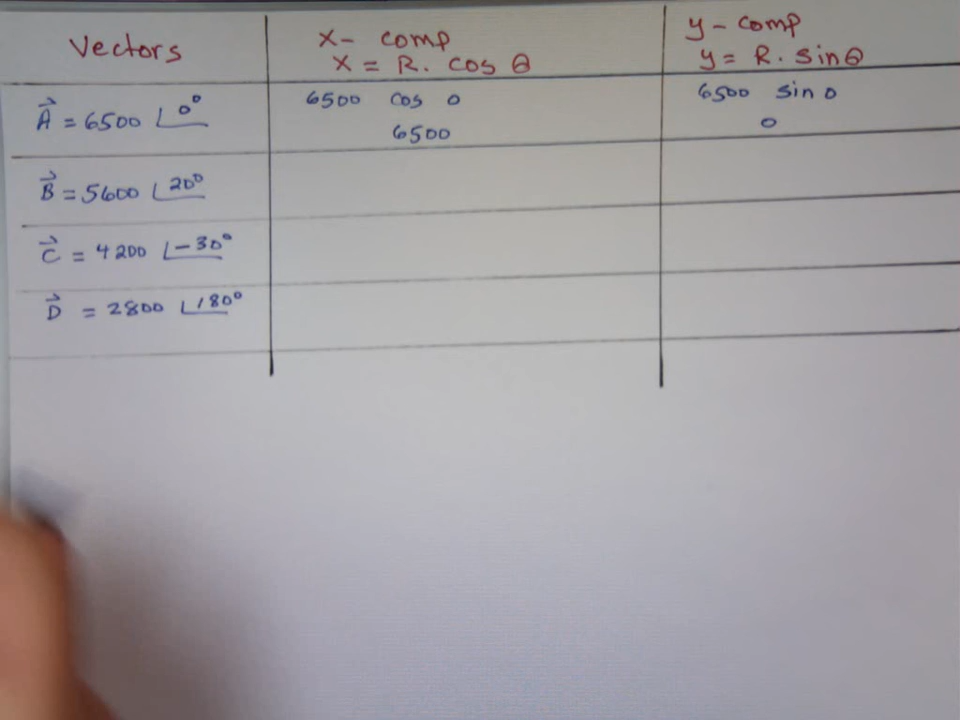 Vectors
x- comp
x = R. cos θ
y - comp
y = R. sinθ
A⃗ = 6500 ∠0°
6500 cos 0
6500
6500 sin 0
0
B⃗ = 5600 ∠20°
C⃗ = 4200 ∠-30°
D⃗ = 2800 ∠180°